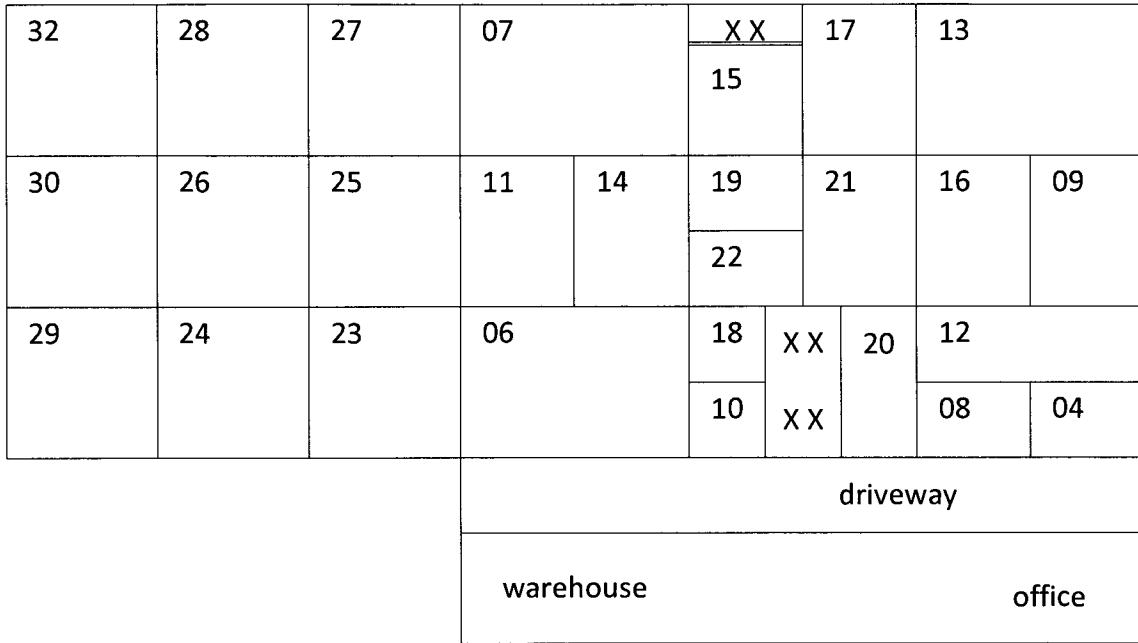 32 28 27 07 X X 17 13
15
30 26 25 11 14 19 21 16 09
22
29 24 23 06 18 X X 20 12
10 X X 08 04
driveway
warehouse office